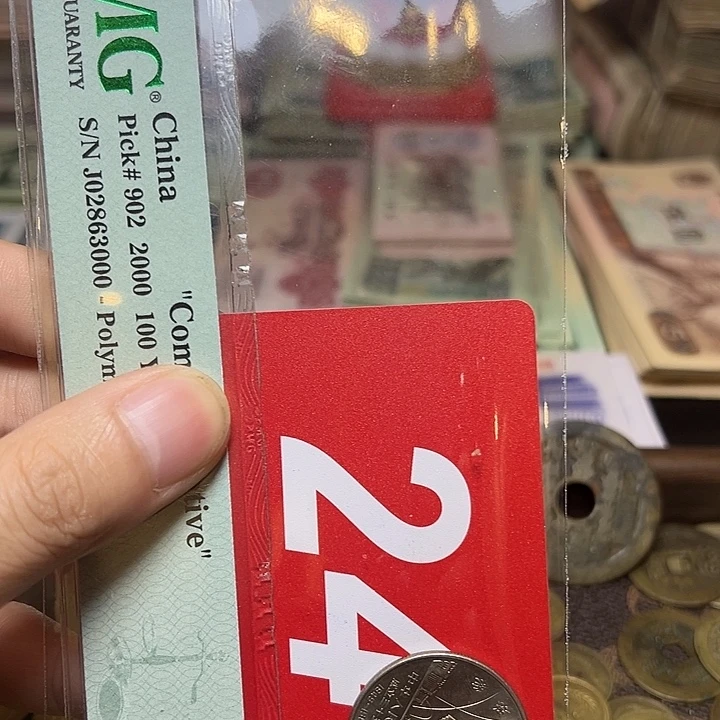 MG®
UARANTY
China
Pick# 902 2000 100 Y
S/N J02863000 - Polym
"Com
tive"
24